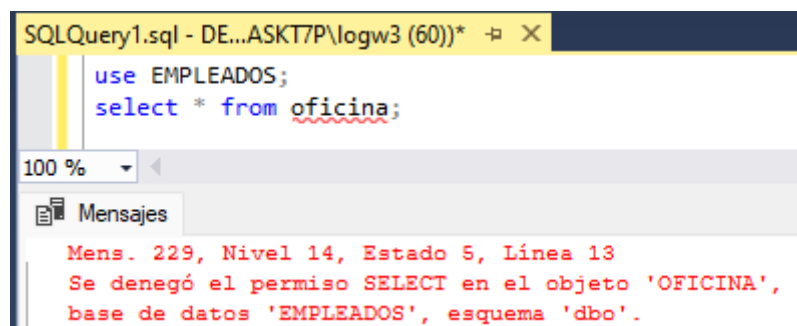 SQLQuery1.sql - DE...ASKT7P\logw3 (60))*
use EMPLEADOS;
select * from oficina;
100 %
Mensajes
Mens. 229, Nivel 14, Estado 5, Línea 13
Se denegó el permiso SELECT en el objeto 'OFICINA',
base de datos 'EMPLEADOS', esquema 'dbo'.